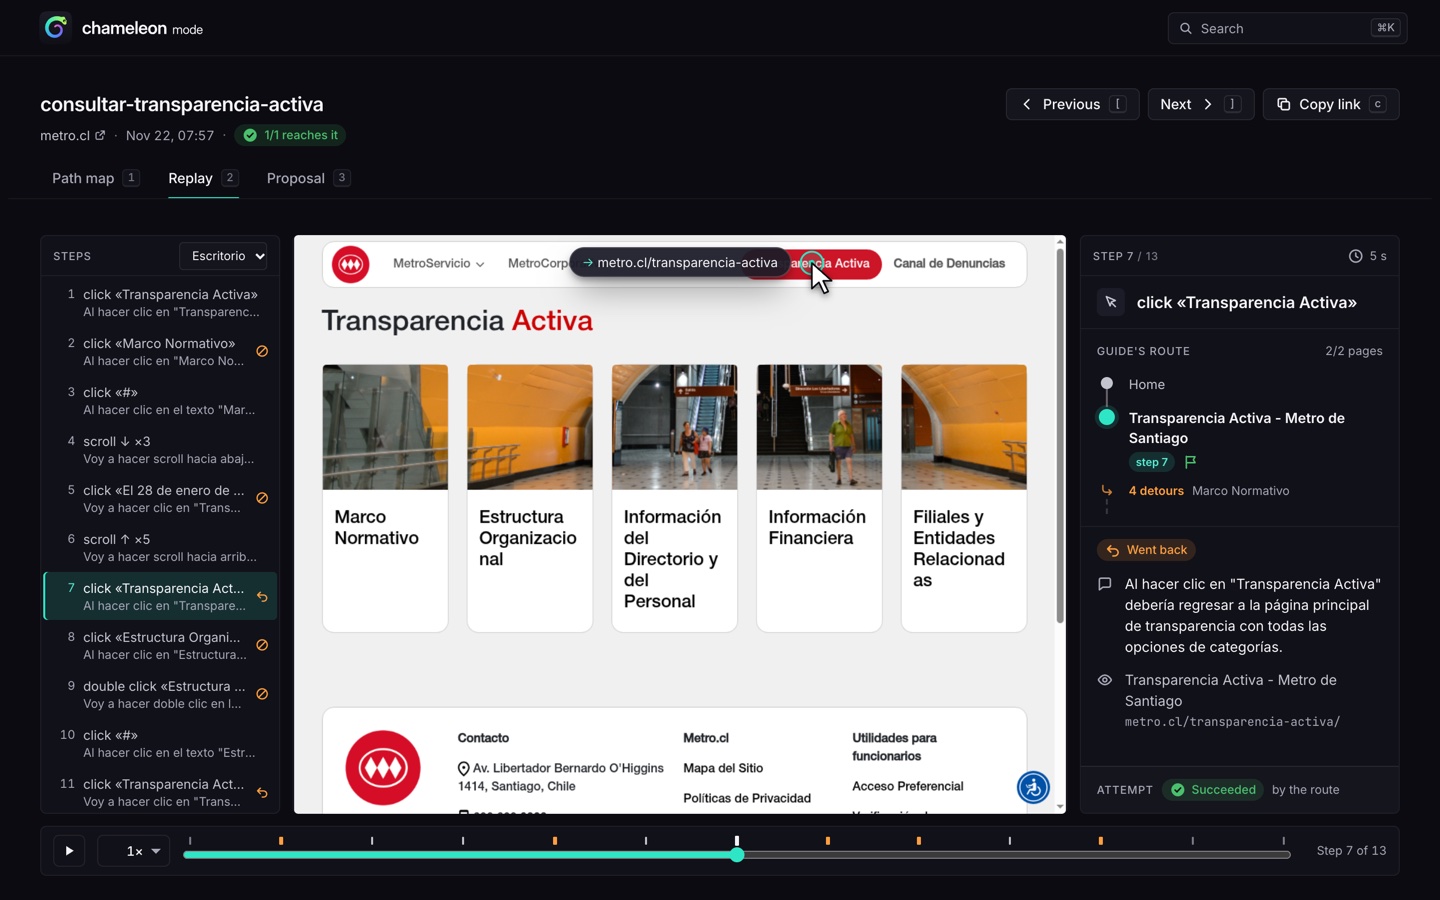 chameleon mode
Search ⌘K
consultar-transparencia-activa
Previous [
Next ]
Copy link c
metro.cl · Nov 22, 07:57 · 1/1 reaches it
Path map 1
Replay 2
Proposal 3
STEPS
Escritorio
1 click «Transparencia Activa»
Al hacer clic en "Transparenc...
2 click «Marco Normativo»
Al hacer clic en "Marco No...
3 click «#»
Al hacer clic en el texto "Mar...
4 scroll ↓ ×3
Voy a hacer scroll hacia abaj...
5 click «El 28 de enero de ...
Voy a hacer clic en "Trans...
6 scroll ↑ ×5
Voy a hacer scroll hacia arrib...
7 click «Transparencia Act...
Al hacer clic en "Transpare...
8 click «Estructura Organi...
Al hacer clic en "Estructura...
9 double click «Estructura ...
Voy a hacer doble clic en l...
10 click «#»
Al hacer clic en el texto "Estr...
11 click «Transparencia Act...
Voy a hacer clic en "Trans...
MetroServicio
MetroCorp
→ metro.cl/transparencia-activa
Activa
Canal de Denuncias
Transparencia Activa
Marco
Normativo
Estructura
Organizacio
nal
Información
del
Directorio y
del
Personal
Información
Financiera
Filiales y
Entidades
Relacionad
as
Contacto
Av. Libertador Bernardo O'Higgins
1414, Santiago, Chile
Metro.cl
Mapa del Sitio
Políticas de Privacidad
Utilidades para
funcionarios
Acceso Preferencial
STEP 7 / 13
5 s
click «Transparencia Activa»
GUIDE'S ROUTE
2/2 pages
Home
Transparencia Activa - Metro de
Santiago
step 7
4 detours Marco Normativo
Went back
Al hacer clic en "Transparencia Activa"
debería regresar a la página principal
de transparencia con todas las
opciones de categorías.
Transparencia Activa - Metro de
Santiago
metro.cl/transparencia-activa/
ATTEMPT Succeeded by the route
1×
Step 7 of 13